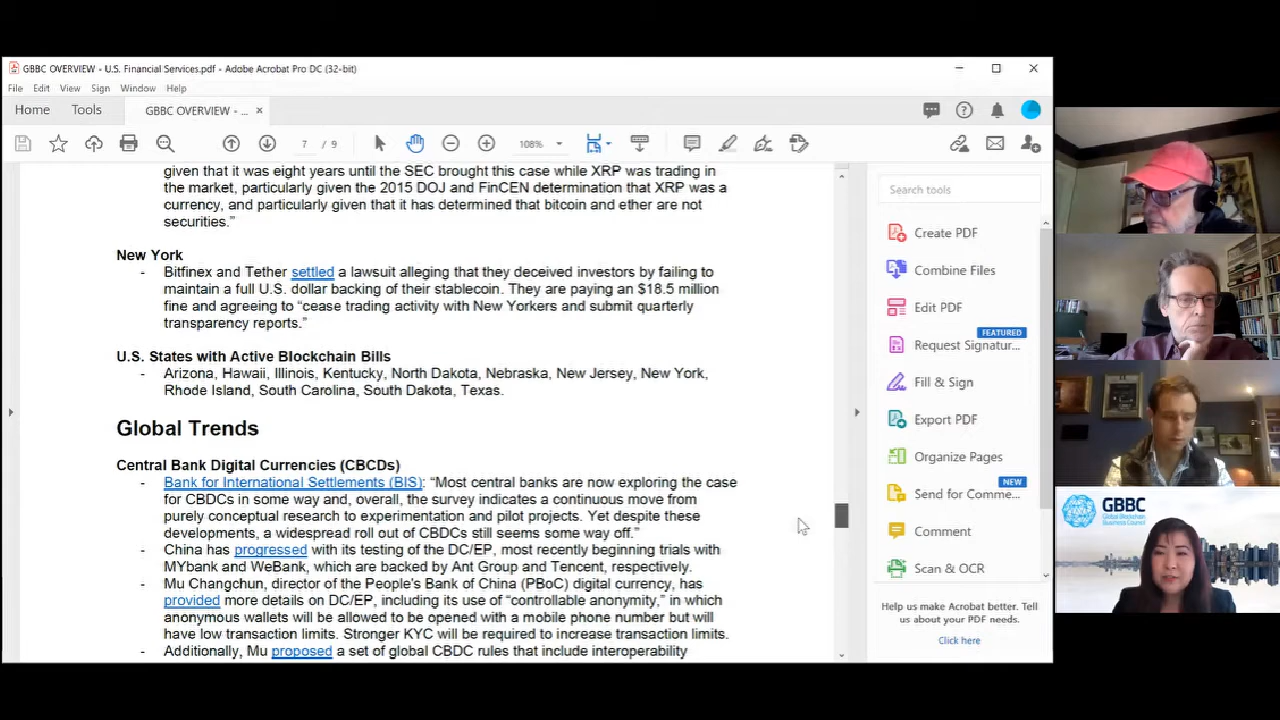 GBBC OVERVIEW - U.S. Financial Services.pdf - Adobe Acrobat Pro DC (32-bit)
File Edit View Sign Window Help
Home Tools GBBC OVERVIEW - ... ×
7 / 9 108%
given that it was eight years until the SEC brought this case while XRP was trading in
the market, particularly given the 2015 DOJ and FinCEN determination that XRP was a
currency, and particularly given that it has determined that bitcoin and ether are not
securities.”
New York
- Bitfinex and Tether settled a lawsuit alleging that they deceived investors by failing to
maintain a full U.S. dollar backing of their stablecoin. They are paying an $18.5 million
fine and agreeing to “cease trading activity with New Yorkers and submit quarterly
transparency reports.”
U.S. States with Active Blockchain Bills
- Arizona, Hawaii, Illinois, Kentucky, North Dakota, Nebraska, New Jersey, New York,
Rhode Island, South Carolina, South Dakota, Texas.
Global Trends
Central Bank Digital Currencies (CBCDs)
- Bank for International Settlements (BIS): “Most central banks are now exploring the case
for CBDCs in some way and, overall, the survey indicates a continuous move from
purely conceptual research to experimentation and pilot projects. Yet despite these
developments, a widespread roll out of CBDCs still seems some way off.”
- China has progressed with its testing of the DC/EP, most recently beginning trials with
MYbank and WeBank, which are backed by Ant Group and Tencent, respectively.
- Mu Changchun, director of the People's Bank of China (PBoC) digital currency, has
provided more details on DC/EP, including its use of “controllable anonymity,” in which
anonymous wallets will be allowed to be opened with a mobile phone number but will
have low transaction limits. Stronger KYC will be required to increase transaction limits.
- Additionally, Mu proposed a set of global CBDC rules that include interoperability
Search tools
Create PDF
Combine Files
Edit PDF
FEATURED
Request Signatur...
Fill & Sign
Export PDF
Organize Pages
NEW
Send for Comme...
Comment
Scan & OCR
Help us make Acrobat better. Tell
us about your PDF needs.
Click here
GBBC
Global Blockchain
Business Council